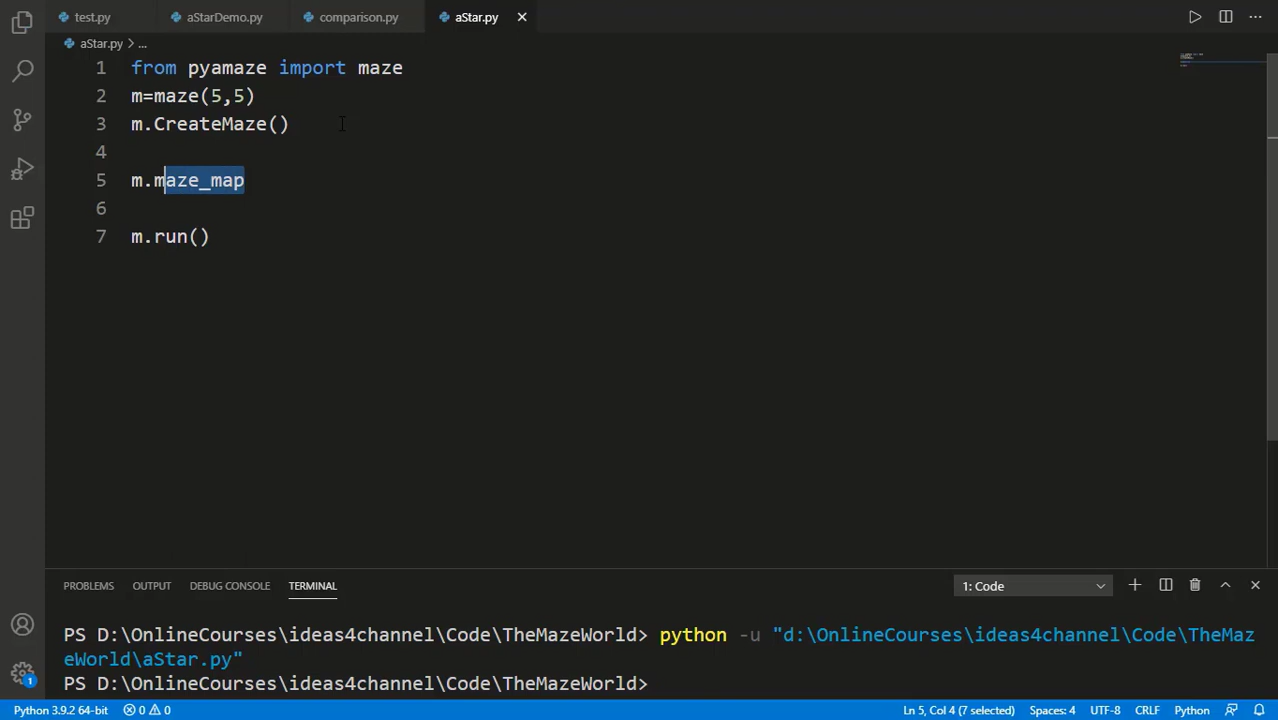 test.py aStarDemo.py comparison.py aStar.py
aStar.py > ...
1 from pyamaze import maze
2 m=maze(5,5)
3 m.CreateMaze()
4
5 m.maze_map
6
7 m.run()
PROBLEMS OUTPUT DEBUG CONSOLE TERMINAL 1: Code
PS D:\OnlineCourses\ideas4channel\Code\TheMazeWorld> python -u "d:\OnlineCourses\ideas4channel\Code\TheMaz
eWorld\aStar.py"
PS D:\OnlineCourses\ideas4channel\Code\TheMazeWorld>
1
Python 3.9.2 64-bit 0 0 Ln 5, Col 4 (7 selected) Spaces: 4 UTF-8 CRLF Python